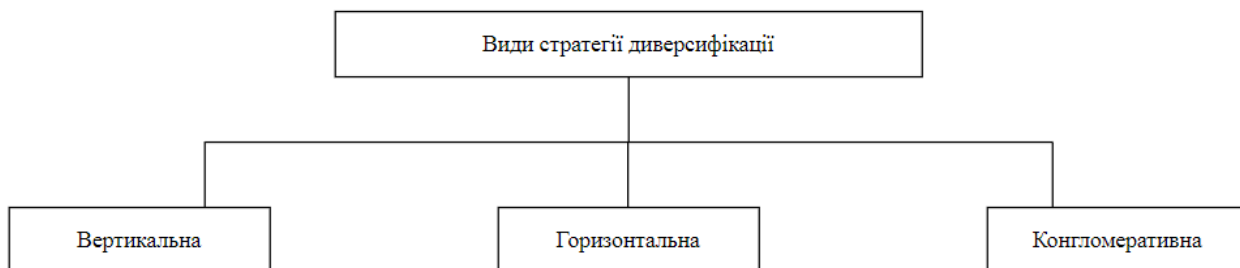 Види стратегії диверсифікації
Вертикальна
Горизонтальна
Конгломеративна